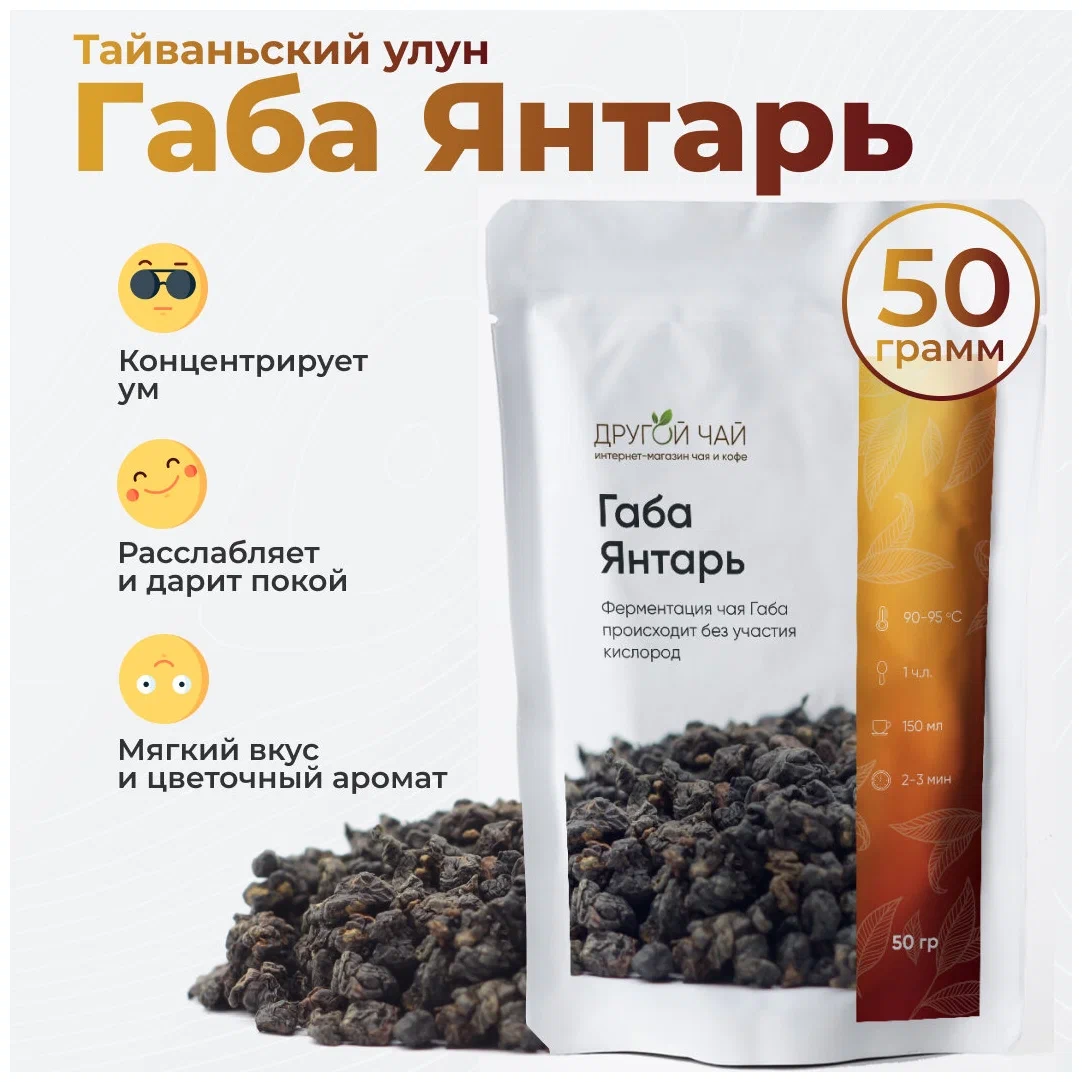 Тайваньский улун
Габа Янтарь
50
грамм
Концентрирует
ум
Расслабляет
и дарит покой
Мягкий вкус
и цветочный аромат
ДРУГОЙ ЧАЙ
интернет-магазин чая и кофе
Габа
Янтарь
Ферментация чая Габа
происходит без участия
кислород
90-95 °C
1 ч.л.
150 мл
2-3 мин
50 гр